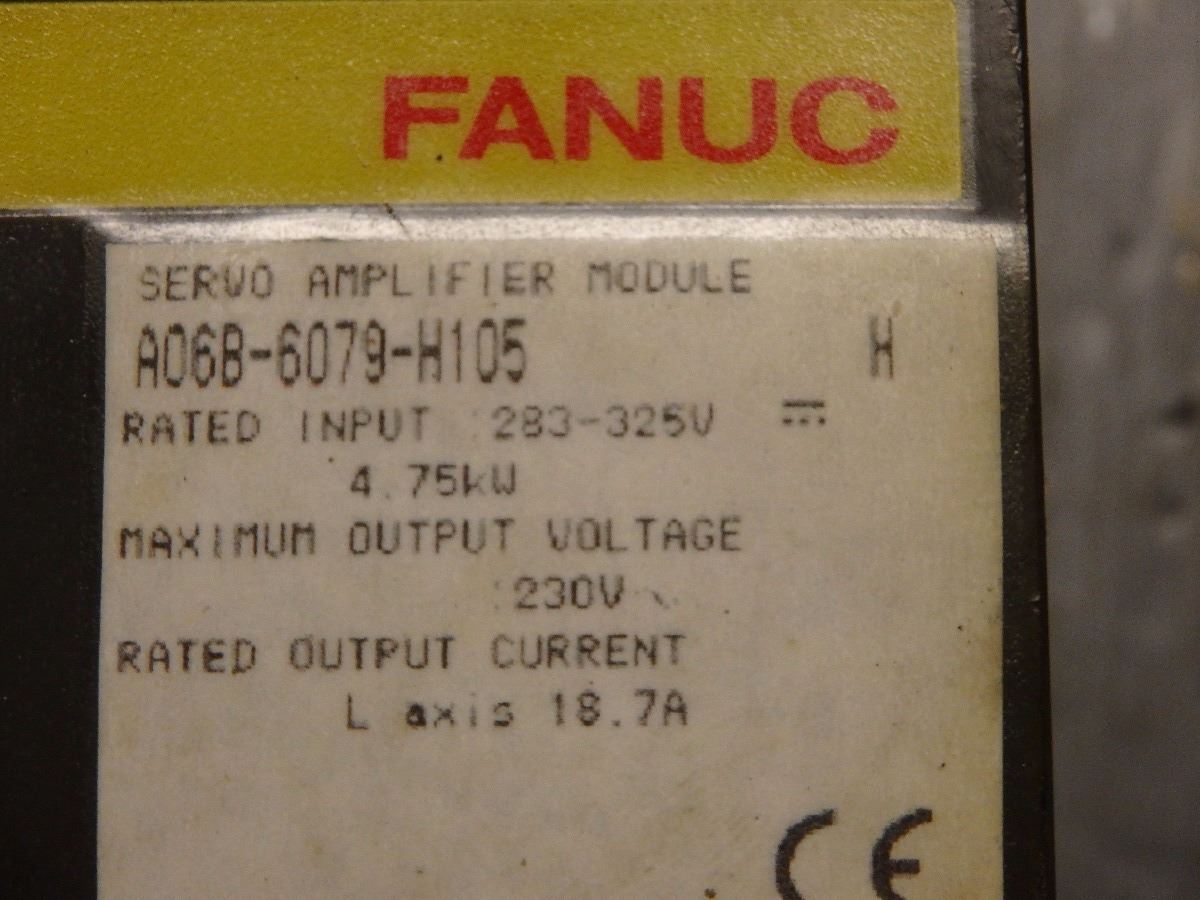 FANUC
SERVO AMPLIFIER MODULE
A06B-6079-H105 H
RATED INPUT :283-325V ⎓
4.75kW
MAXIMUM OUTPUT VOLTAGE
:230V
RATED OUTPUT CURRENT
L axis 18.7A
CE